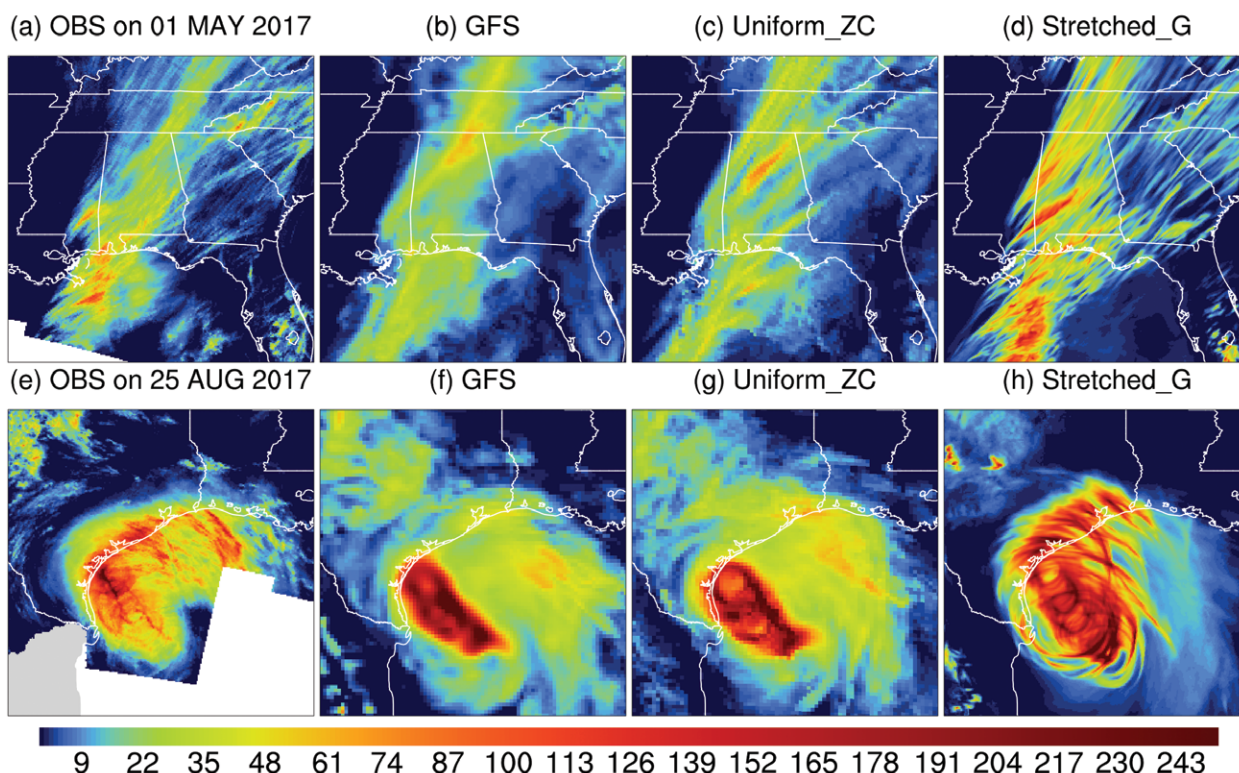 (a) OBS on 01 MAY 2017 (b) GFS (c) Uniform_ZC (d) Stretched_G
(e) OBS on 25 AUG 2017 (f) GFS (g) Uniform_ZC (h) Stretched_G
9 22 35 48 61 74 87 100 113 126 139 152 165 178 191 204 217 230 243